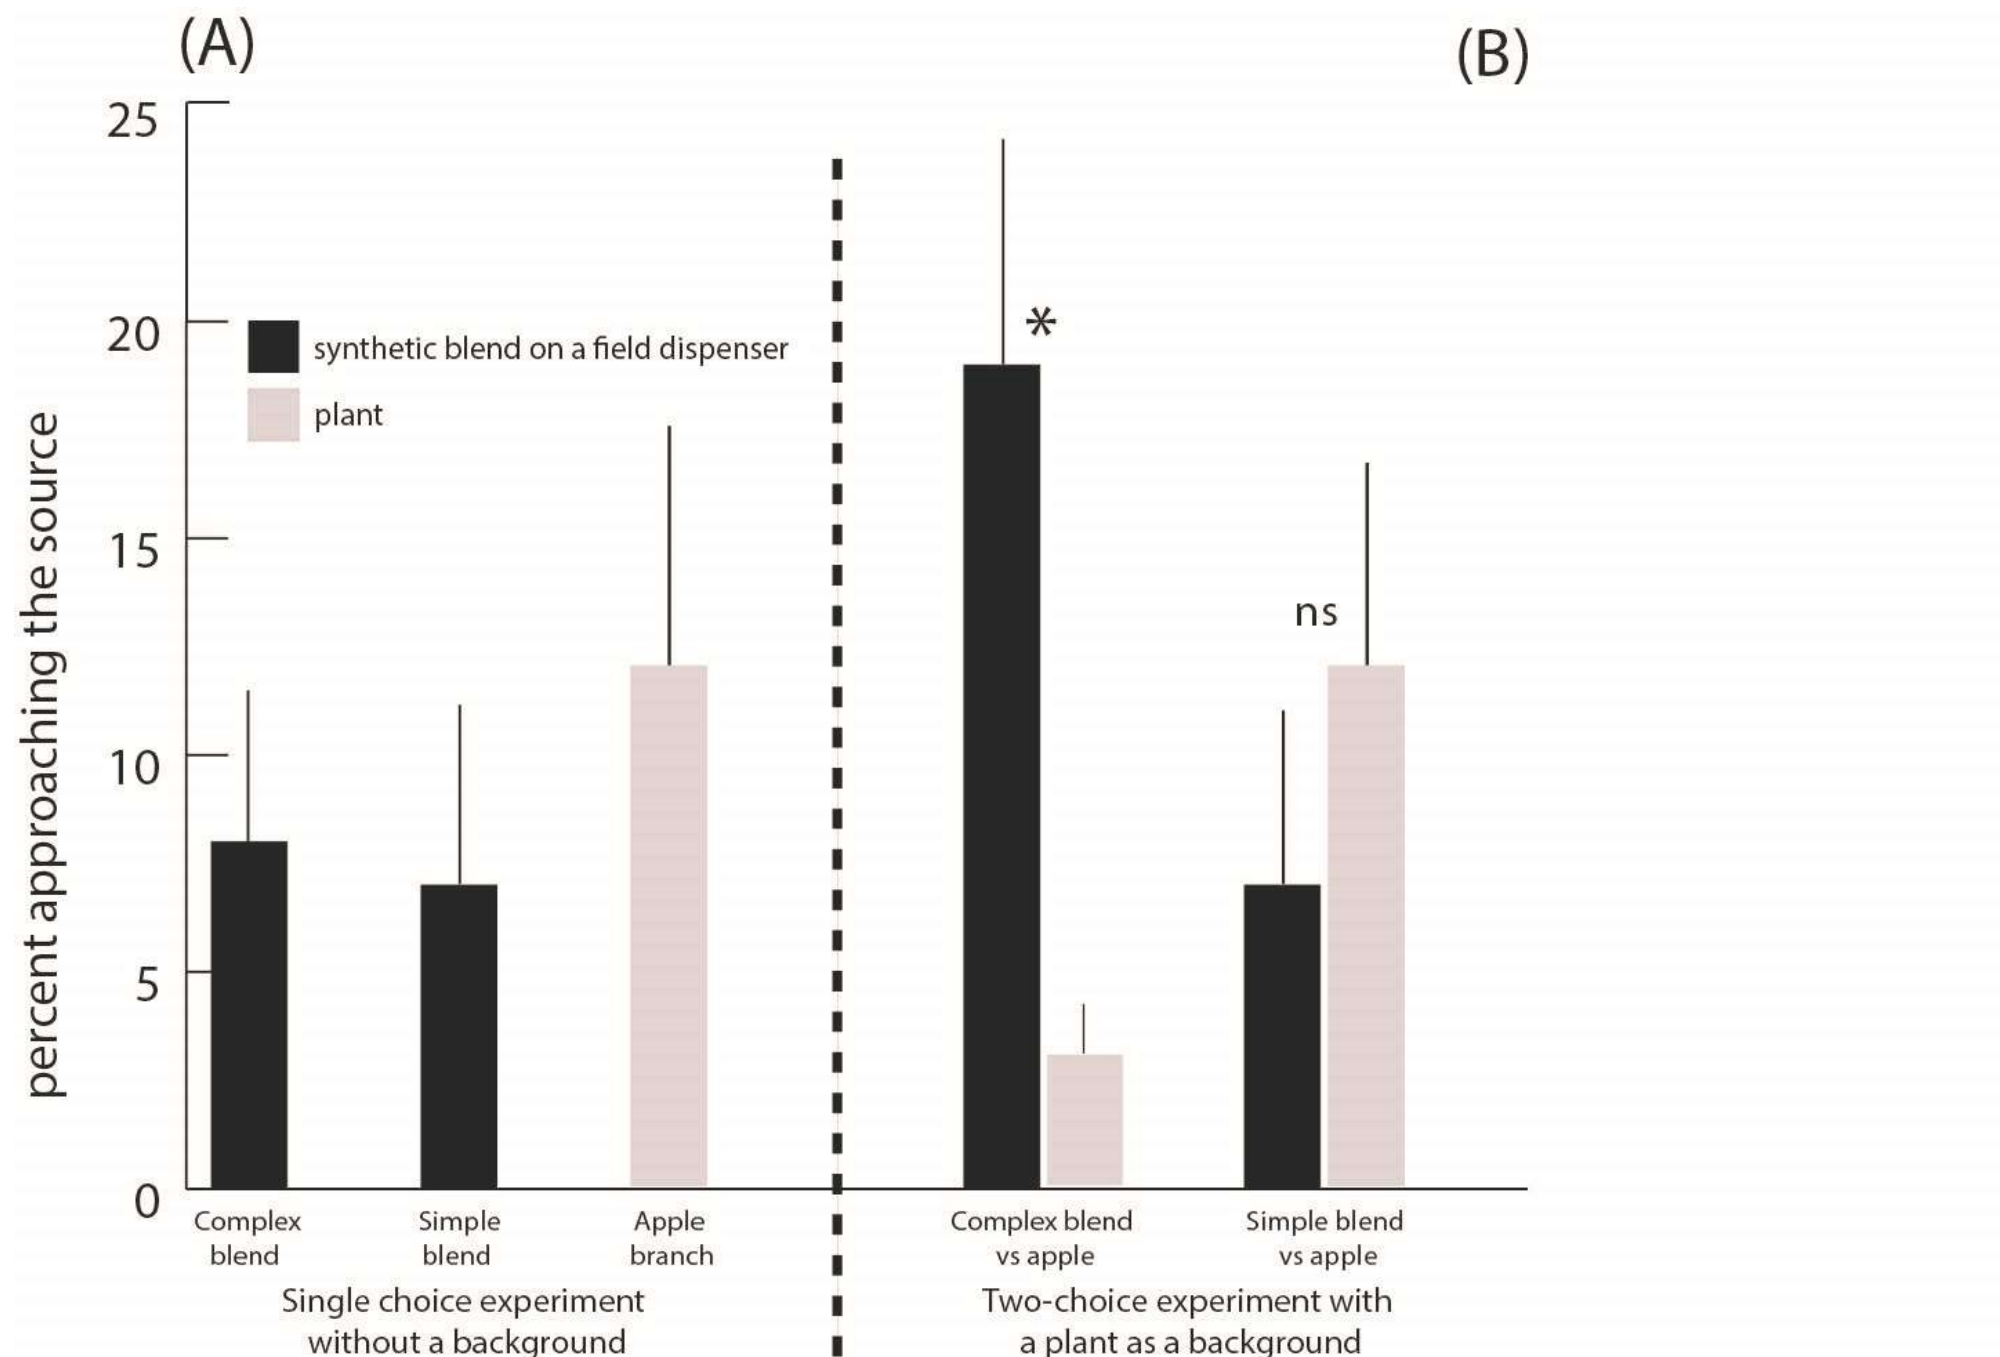 (A)
(B)
25
20
15
10
5
0
percent approaching the source
synthetic blend on a field dispenser
plant
*
ns
Complex
blend
Simple
blend
Apple
branch
Complex blend
vs apple
Simple blend
vs apple
Single choice experiment
without a background
Two-choice experiment with
a plant as a background